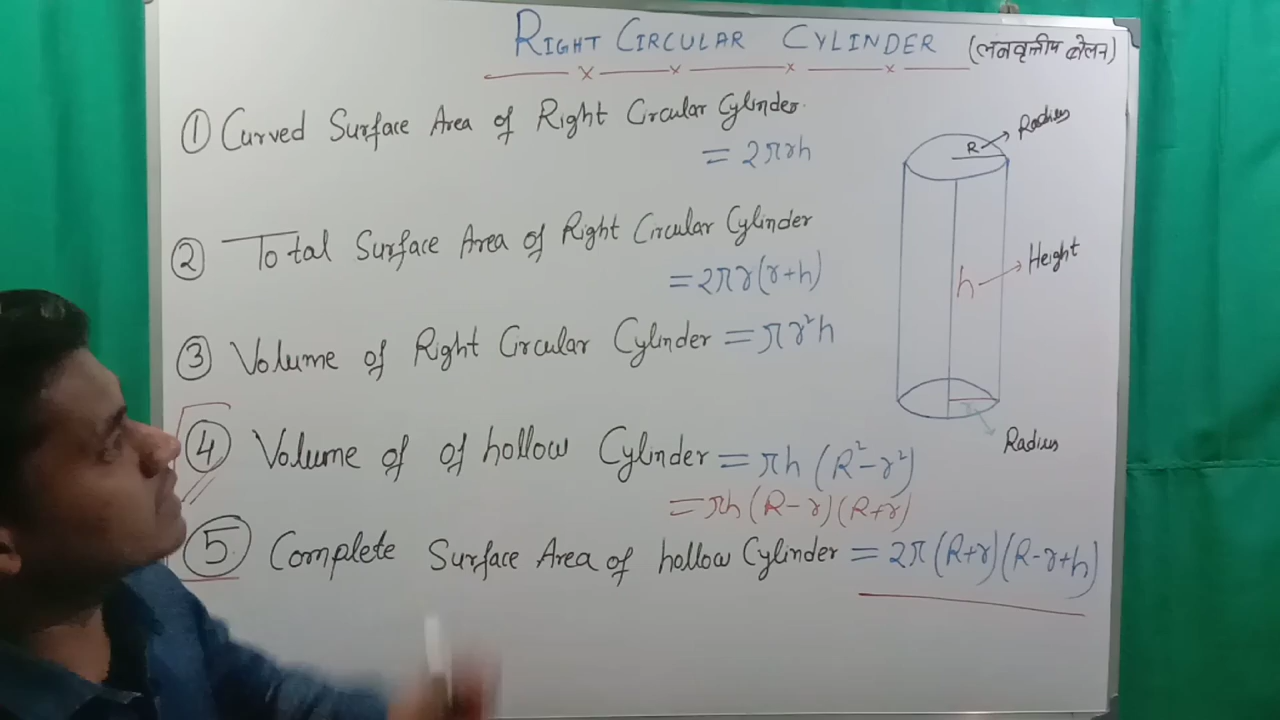 RIGHT CIRCULAR CYLINDER (लनवृत्तीय बेलन)
① Curved Surface Area of Right Circular Cylinder
= 2πrh
② Total Surface Area of Right Circular Cylinder
= 2πr(r+h)
③ Volume of Right Circular Cylinder = πr²h
④ Volume of of hollow Cylinder = πh (R²-r²)
= πh (R-r)(R+r)
⑤ Complete Surface Area of hollow Cylinder = 2π(R+r)(R-r+h)
R
Radius
h
Height
Radius